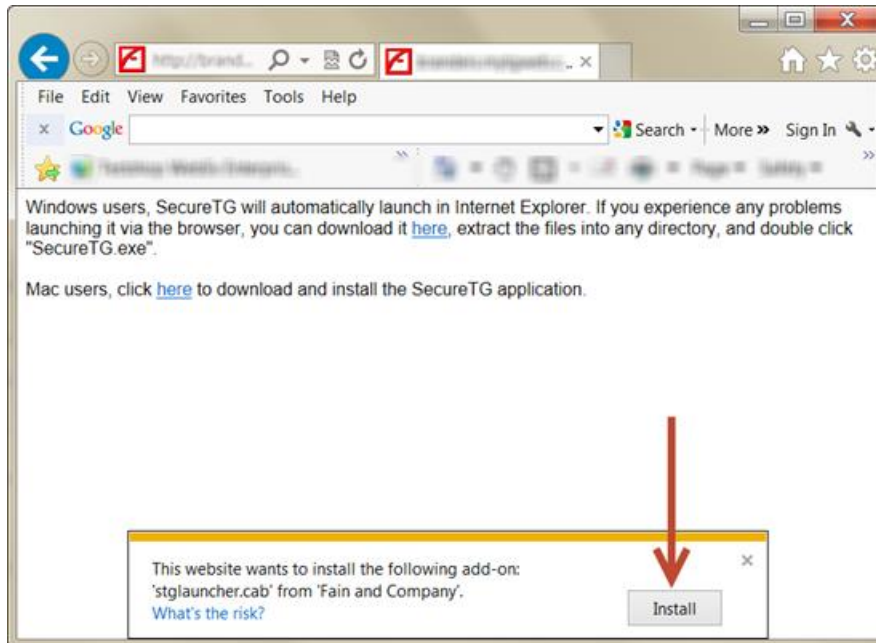 http://brand..
File Edit View Favorites Tools Help
x Google Search More » Sign In
»
»
Windows users, SecureTG will automatically launch in Internet Explorer. If you experience any problems
launching it via the browser, you can download it here, extract the files into any directory, and double click
"SecureTG.exe".
Mac users, click here to download and install the SecureTG application.
This website wants to install the following add-on:
'stglauncher.cab' from 'Fain and Company'.
What's the risk?
Install